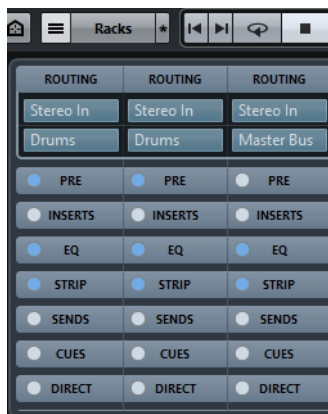 Racks *
ROUTING ROUTING ROUTING
Stereo In Stereo In Stereo In
Drums Drums Master Bus
PRE PRE PRE
INSERTS INSERTS INSERTS
EQ EQ EQ
STRIP STRIP STRIP
SENDS SENDS SENDS
CUES CUES CUES
DIRECT DIRECT DIRECT